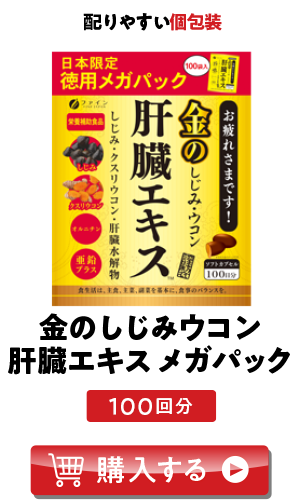 配りやすい個包装
日本限定
徳用メガパック
100袋入
ファイン
栄養補助食品
お疲れさまです！
金のしじみ・ウコン
肝臓エキス
しじみ・クスリウコン・肝臓水解物
しじみ
クスリウコン
オルニチン
亜鉛
プラス
ソフトカプセル
100回分
食生活は、主食、主菜、副菜を基本に、食事のバランスを。
金のしじみウコン
肝臓エキス メガパック
100回分
購入する